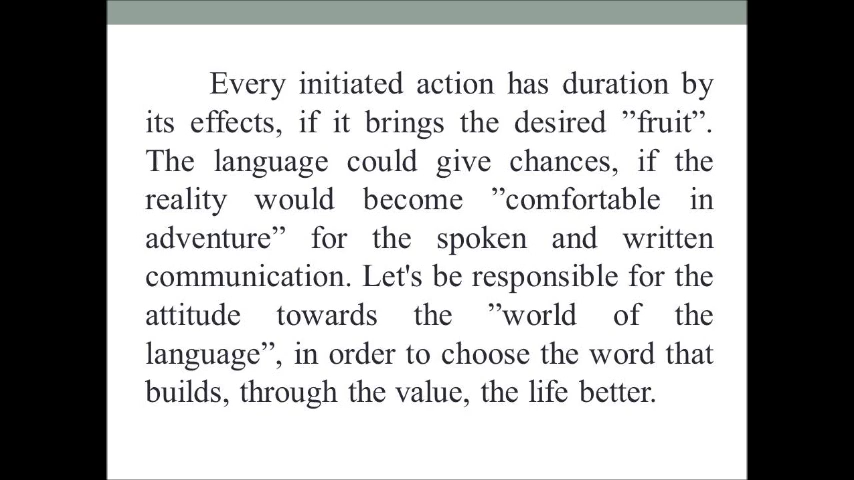 Every initiated action has duration by
its effects, if it brings the desired ”fruit”.
The language could give chances, if the
reality would become ”comfortable in
adventure” for the spoken and written
communication. Let's be responsible for the
attitude towards the ”world of the
language”, in order to choose the word that
builds, through the value, the life better.